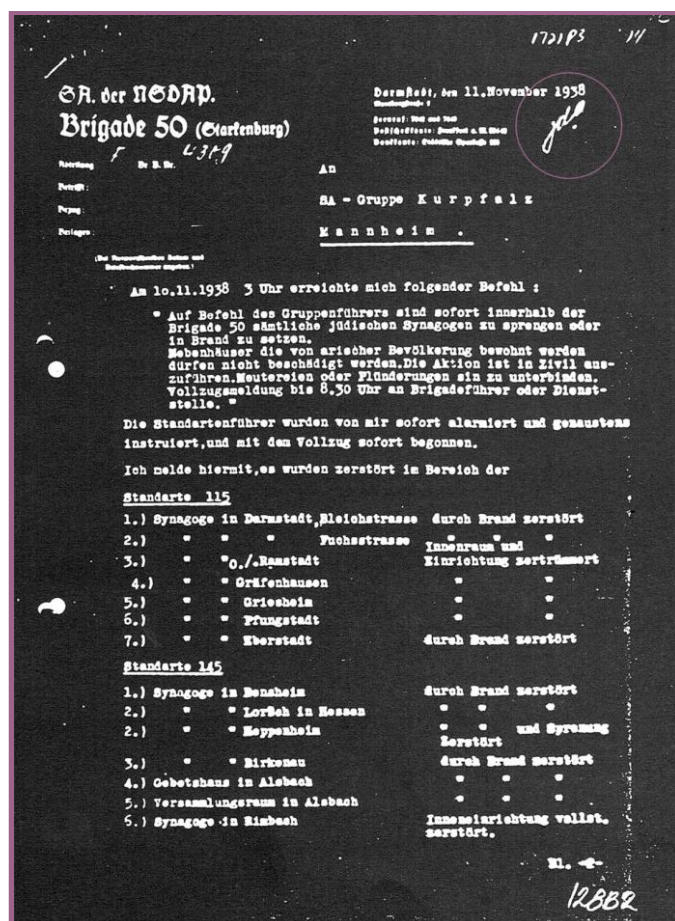 172183 14
SA. der NSDAP.
Brigade 50 (Starkenburg)
Darmstadt, den 11. November 1938
Abteilung F Br. B. Nr. 4389
Betrifft:
Bezug:
Beilagen:
An
SA - Gruppe Kurpfalz
Mannheim .
Am 10.11.1938 3 Uhr erreichte mich folgender Befehl :
" Auf Befehl des Gruppenführers sind sofort innerhalb der
Brigade 50 sämtliche jüdischen Synagogen zu sprengen oder
in Brand zu setzen.
Nebenhäuser die von arischer Bevölkerung bewohnt werden
dürfen nicht beschädigt werden.Die Aktion ist in Zivil aus-
zuführen.Meutereien oder Plünderungen sin zu unterbinden.
Vollzugsmeldung bis 8.30 Uhr an Brigadeführer oder Dienst-
stelle. "
Die Standartenführer wurden von mir sofort alarmiert und genaustens
instruiert,und mit dem Vollzug sofort begonnen.
Ich melde hiermit,es wurden zerstört im Bereich der
Standarte 115
1.) Synagoge in Darmstadt,Bleichstrasse durch Brand zerstört
2.) " " " Fuchsstrasse " " "
3.) " " O./.Ramstadt Innenraum und
Einrichtung zertrümmert
4.) " " Gräfenhausen " "
5.) " " Griesheim " "
6.) " " Pfungstadt " "
7.) " " Eberstadt durch Brand zerstört
Standarte 145
1.) Synagoge in Bensheim durch Brand zerstört
2.) " " Lorsch in Hessen " " "
2.) " " Heppenheim " " und Sprengung
Zerstört
3.) " " Birkenau durch Brand zerstört
4.) Gebetshaus in Alsbach " " "
5.) Versammlungsraum in Alsbach " " "
6.) Synagoge in Rimbach Inneneinrichtung vollst.
zerstört.
Bl. -2-
12BB2